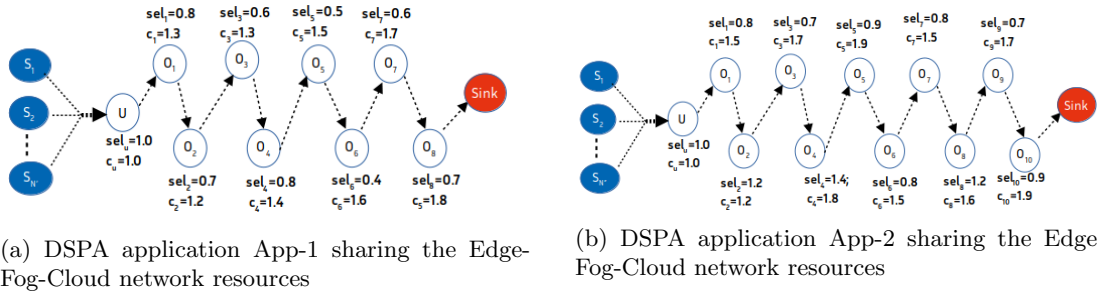 sel₁=0.8
c₁=1.3
sel₃=0.6
c₃=1.3
sel₅=0.5
c₅=1.5
sel₇=0.6
c₇=1.7
S₁
S₂
Sₙ*
U
selᵤ=1.0
cᵤ=1.0
O₁
O₂
O₃
O₄
O₅
O₆
O₇
O₈
Sink
sel₂=0.7
c₂=1.2
sel₄=0.8
c₄=1.4
sel₆=0.4
c₆=1.6
sel₈=0.7
c₅=1.8
(a) DSPA application App-1 sharing the Edge-
Fog-Cloud network resources
sel₁=0.8
c₁=1.5
sel₃=0.7
c₃=1.7
sel₅=0.9
c₅=1.9
sel₇=0.8
c₇=1.5
sel₉=0.7
c₉=1.7
S₁
S₂
Sₙ*
U
selᵤ=1.0
cᵤ=1.0
O₁
O₂
O₃
O₄
O₅
O₆
O₇
O₈
O₉
O₁₀
Sink
sel₂=1.2
c₂=1.2
sel₄=1.4;
c₄=1.8
sel₆=0.8
c₆=1.5
sel₈=1.2
c₈=1.6
sel₁₀=0.9
c₁₀=1.9
(b) DSPA application App-2 sharing the Edge
Fog-Cloud network resources